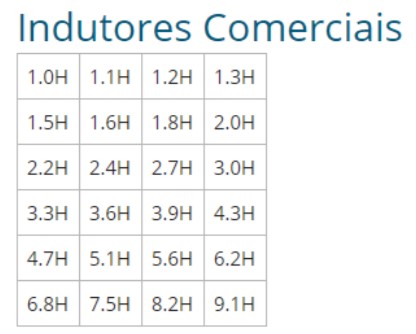 Indutores Comerciais
1.0H 1.1H 1.2H 1.3H
1.5H 1.6H 1.8H 2.0H
2.2H 2.4H 2.7H 3.0H
3.3H 3.6H 3.9H 4.3H
4.7H 5.1H 5.6H 6.2H
6.8H 7.5H 8.2H 9.1H